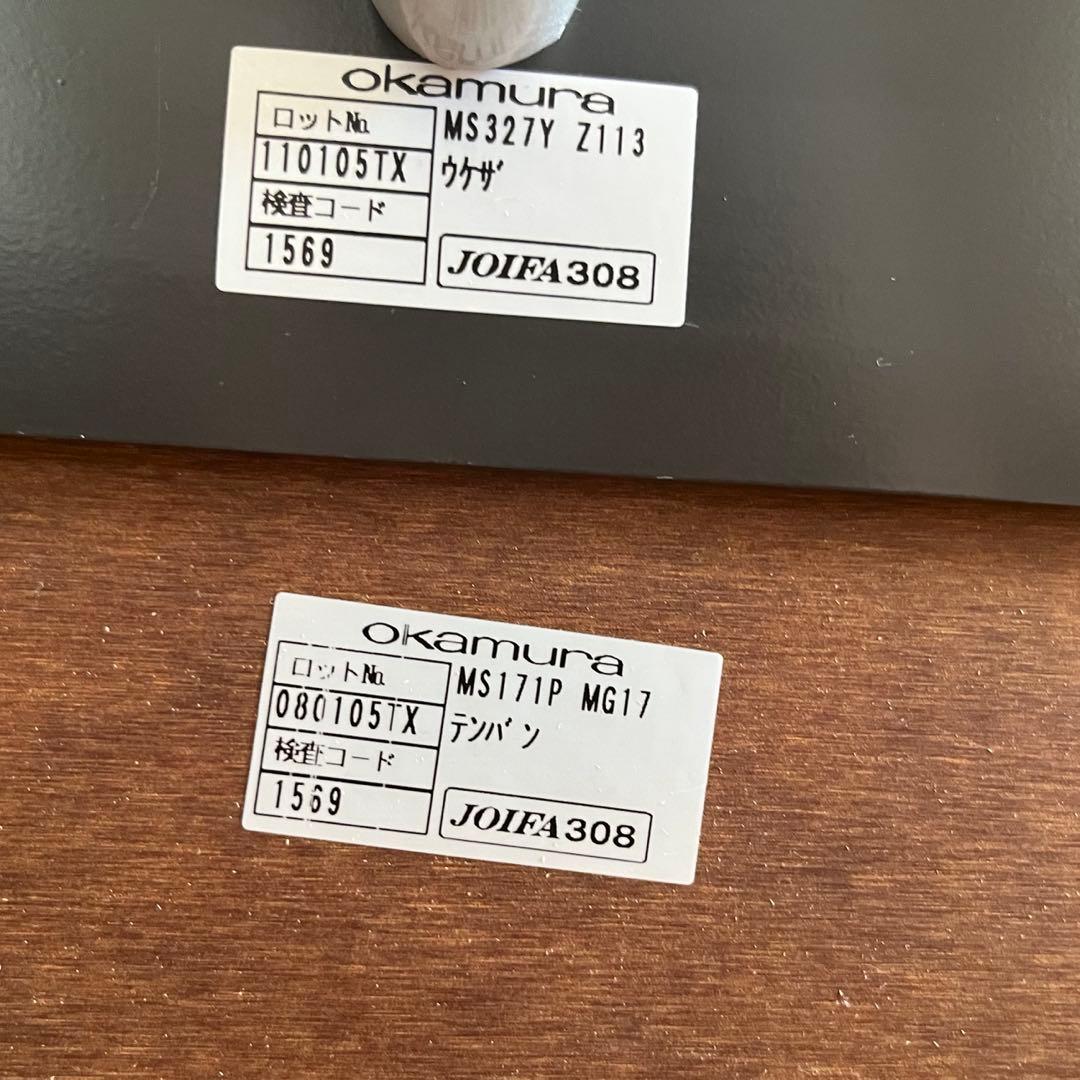 okamura
ロット№
MS327Y Z113
110105TX
ウケザ
検査コード
1569
JOIFA308
okamura
ロット№
MS171P MG17
080105TX
テンバン
検査コード
1569
JOIFA308